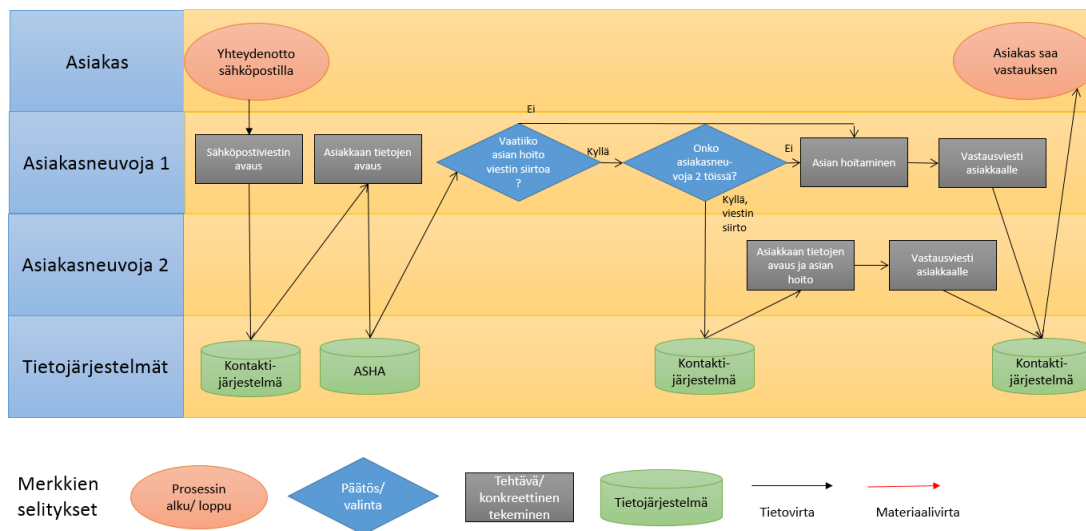 Asiakas
Yhteydenotto
sähköpostilla
Asiakas saa
vastauksen
Asiakasneuvoja 1
Sähköpostiviestin
avaus
Asiakkaan tietojen
avaus
Vaatiiko
asian hoito
viestin siirtoa
?
Ei
Kyllä
Onko
asiakasneu-
voja 2 töissä?
Ei
Kyllä,
viestin
siirto
Asian hoitaminen
Vastausviesti
asiakkaalle
Asiakasneuvoja 2
Asiakkaan tietojen
avaus ja asian
hoito
Vastausviesti
asiakkaalle
Tietojärjestelmät
Kontakti-
järjestelmä
ASHA
Kontakti-
järjestelmä
Kontakti-
järjestelmä
Merkkien
selitykset
Prosessin
alku/ loppu
Päätös/
valinta
Tehtävä/
konkreettinen
tekeminen
Tietojärjestelmä
Tietovirta
Materiaalivirta